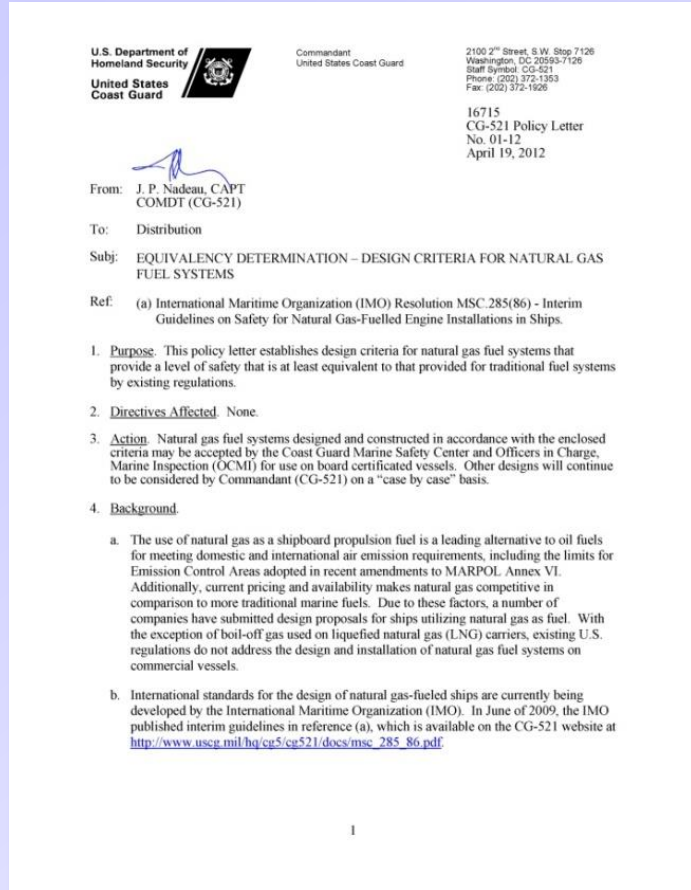 U.S. Department of
Homeland Security
United States
Coast Guard
Commandant
United States Coast Guard
2100 2ND Street, S.W. Stop 7126
Washington, DC 20593-7126
Staff Symbol: CG-521
Phone: (202) 372-1353
Fax: (202) 372-1926
16715
CG-521 Policy Letter
No. 01-12
April 19, 2012
From: J. P. Nadeau, CAPT
COMDT (CG-521)
To: Distribution
Subj: EQUIVALENCY DETERMINATION – DESIGN CRITERIA FOR NATURAL GAS
FUEL SYSTEMS
Ref: (a) International Maritime Organization (IMO) Resolution MSC.285(86) - Interim
Guidelines on Safety for Natural Gas-Fuelled Engine Installations in Ships.
1. Purpose. This policy letter establishes design criteria for natural gas fuel systems that
provide a level of safety that is at least equivalent to that provided for traditional fuel systems
by existing regulations.
2. Directives Affected. None.
3. Action. Natural gas fuel systems designed and constructed in accordance with the enclosed
criteria may be accepted by the Coast Guard Marine Safety Center and Officers in Charge,
Marine Inspection (OCMI) for use on board certificated vessels. Other designs will continue
to be considered by Commandant (CG-521) on a “case by case” basis.
4. Background.
a. The use of natural gas as a shipboard propulsion fuel is a leading alternative to oil fuels
for meeting domestic and international air emission requirements, including the limits for
Emission Control Areas adopted in recent amendments to MARPOL Annex VI.
Additionally, current pricing and availability makes natural gas competitive in
comparison to more traditional marine fuels. Due to these factors, a number of
companies have submitted design proposals for ships utilizing natural gas as fuel. With
the exception of boil-off gas used on liquefied natural gas (LNG) carriers, existing U.S.
regulations do not address the design and installation of natural gas fuel systems on
commercial vessels.
b. International standards for the design of natural gas-fueled ships are currently being
developed by the International Maritime Organization (IMO). In June of 2009, the IMO
published interim guidelines in reference (a), which is available on the CG-521 website at
http://www.uscg.mil/hq/cg5/cg521/docs/msc_285_86.pdf.
1